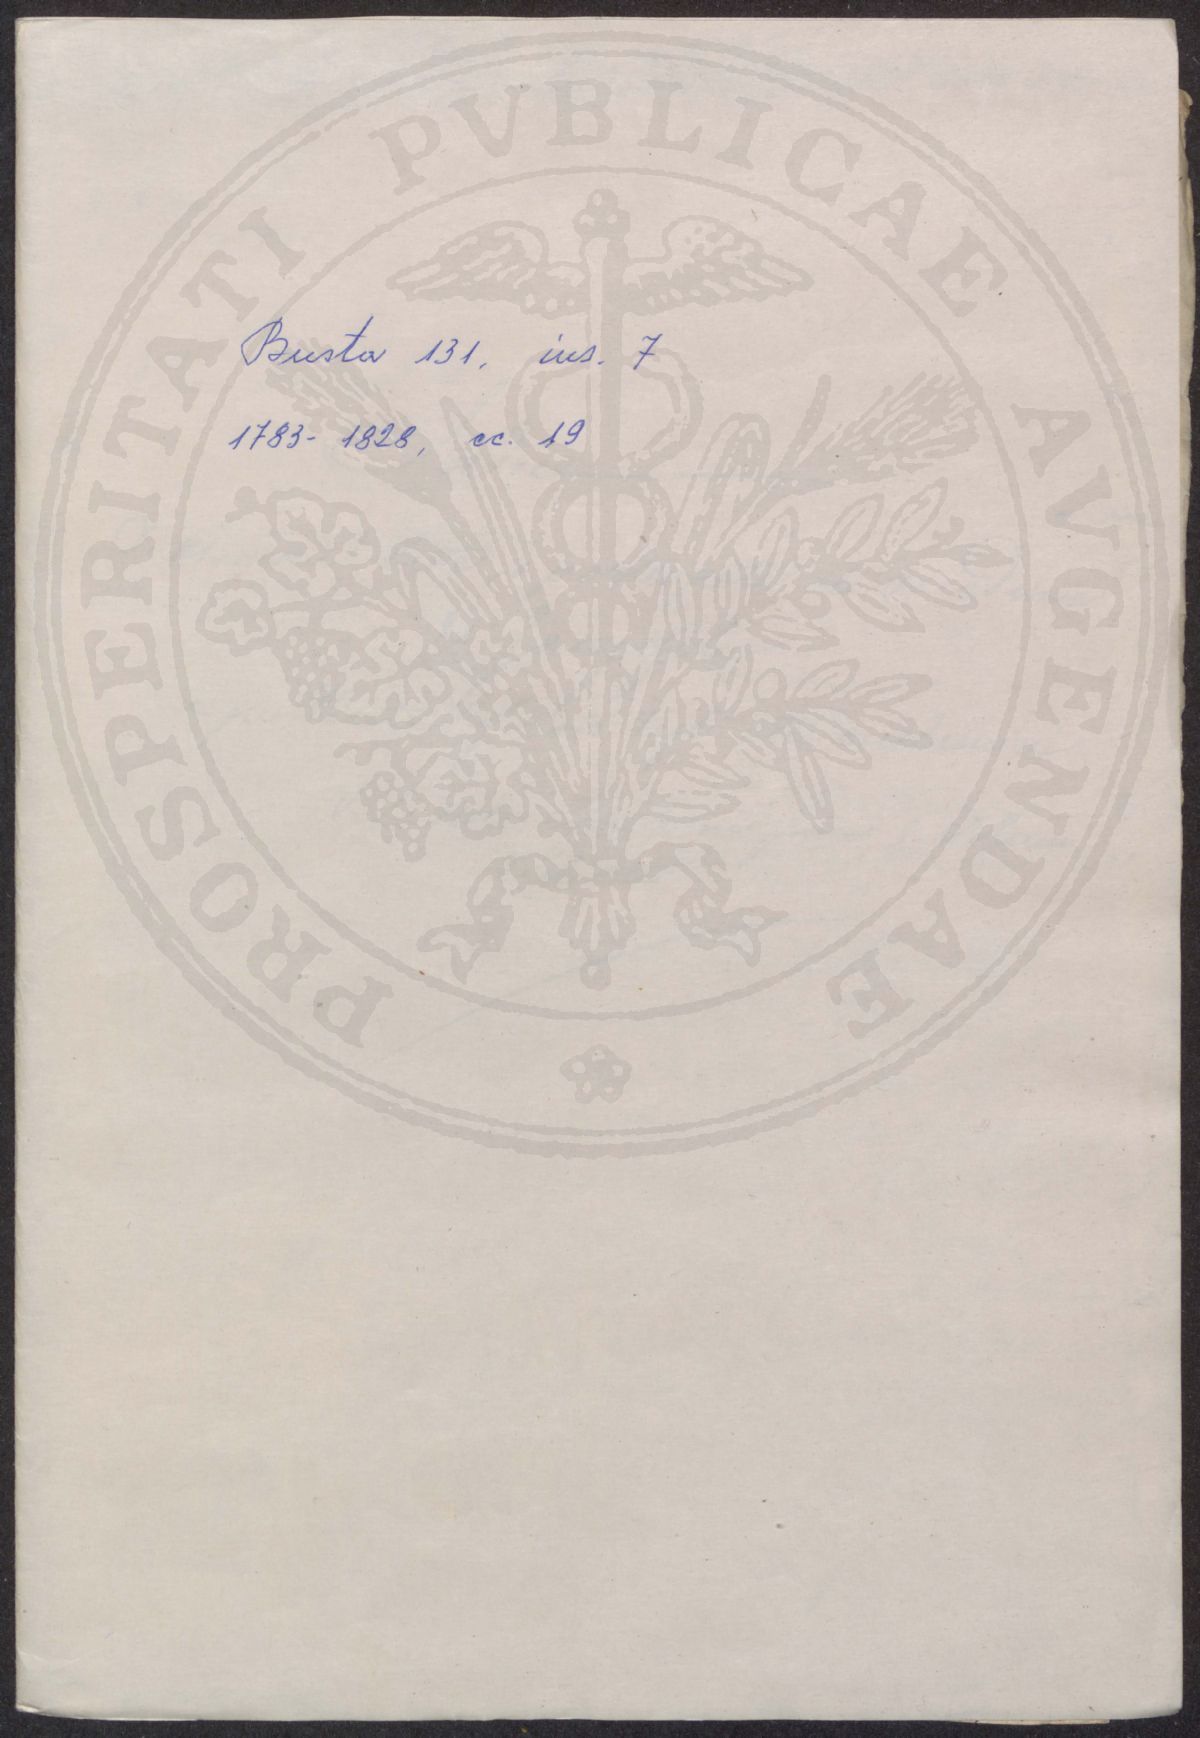 PROSPERITATI PVBLICAE AVGENDAE
Busta 131, ins. 7
1783-1828, cc. 19